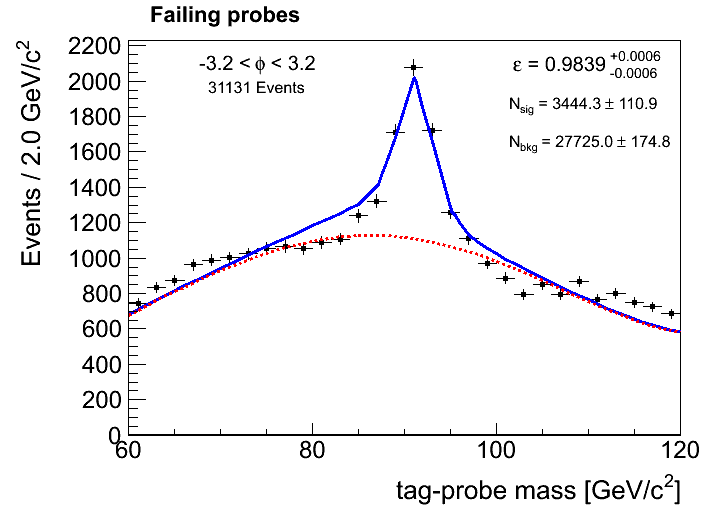 Failing probes
-3.2 < ϕ < 3.2
31131 Events
ε = 0.9839 +0.0006 -0.0006
Nsig = 3444.3 ± 110.9
Nbkg = 27725.0 ± 174.8
Events / 2.0 GeV/c²
2200
2000
1800
1600
1400
1200
1000
800
600
400
200
0
60 80 100 120
tag-probe mass [GeV/c²]